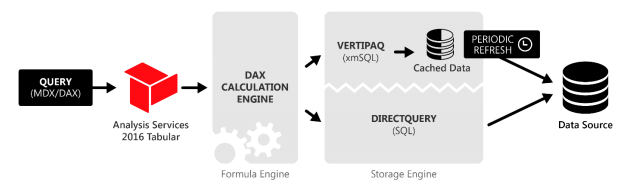 QUERY
(MDX/DAX)
Analysis Services
2016 Tabular
DAX
CALCULATION
ENGINE
Formula Engine
VERTIPAQ
(xmSQL)
Cached Data
PERIODIC
REFRESH
DIRECTQUERY
(SQL)
Storage Engine
Data Source